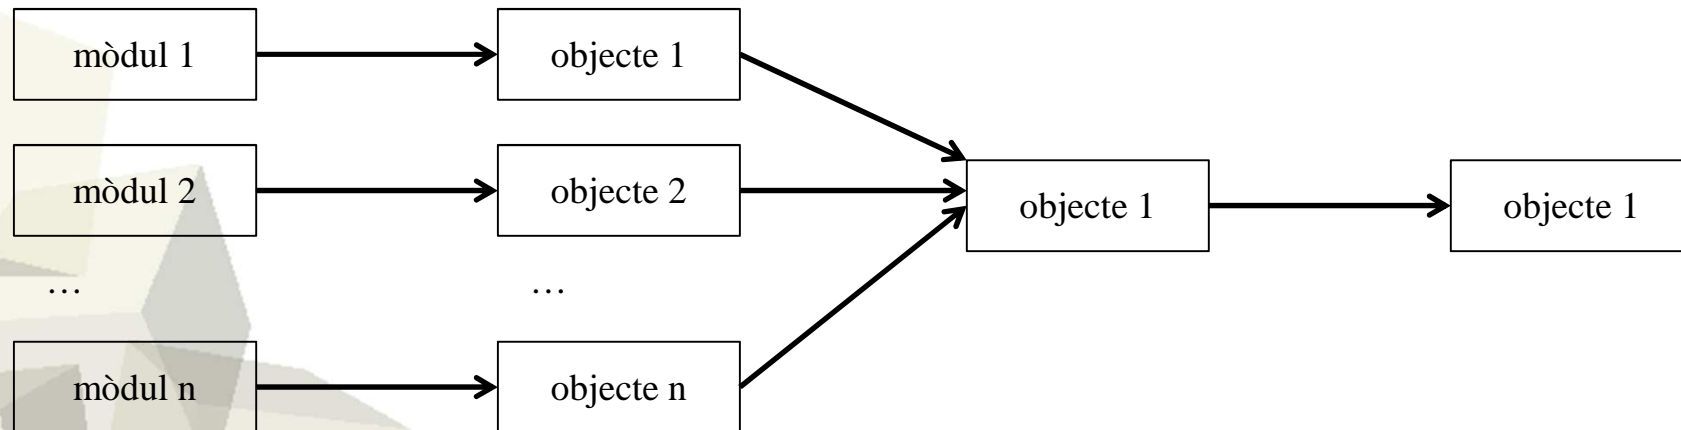 mòdul 1
objecte 1
mòdul 2
objecte 2
objecte 1
objecte 1
…
…
mòdul n
objecte n